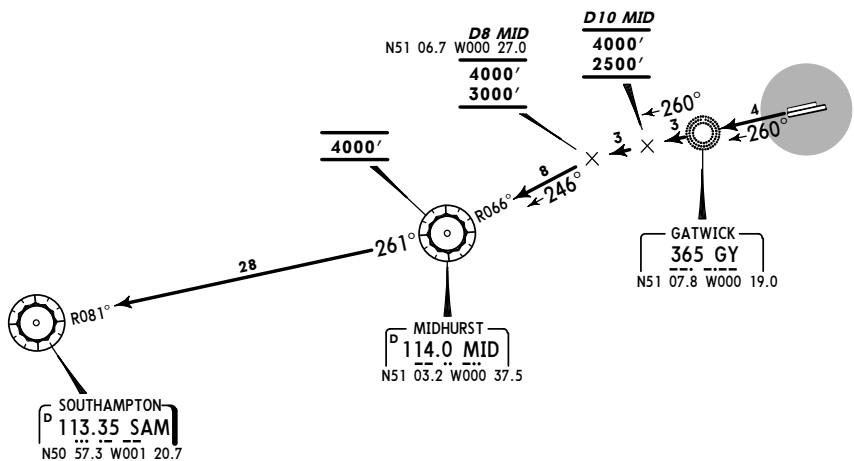 D10 MID
4000′
2500′
D8 MID
N51 06.7 W000 27.0
4000′
3000′
←260°
4
←260°
3
3
4000′
8
←246°
R066°
261°
28
R081°
GATWICK
365 GY
N51 07.8 W000 19.0
MIDHURST
D 114.0 MID
N51 03.2 W000 37.5
SOUTHAMPTON
D 113.35 SAM
N50 57.3 W001 20.7